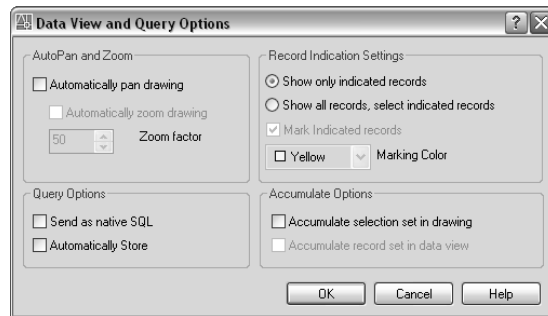 Data View and Query Options
AutoPan and Zoom
Automatically pan drawing
Automatically zoom drawing
50 Zoom factor
Record Indication Settings
Show only indicated records
Show all records, select indicated records
Mark Indicated records
Yellow Marking Color
Query Options
Send as native SQL
Automatically Store
Accumulate Options
Accumulate selection set in drawing
Accumulate record set in data view
OK Cancel Help